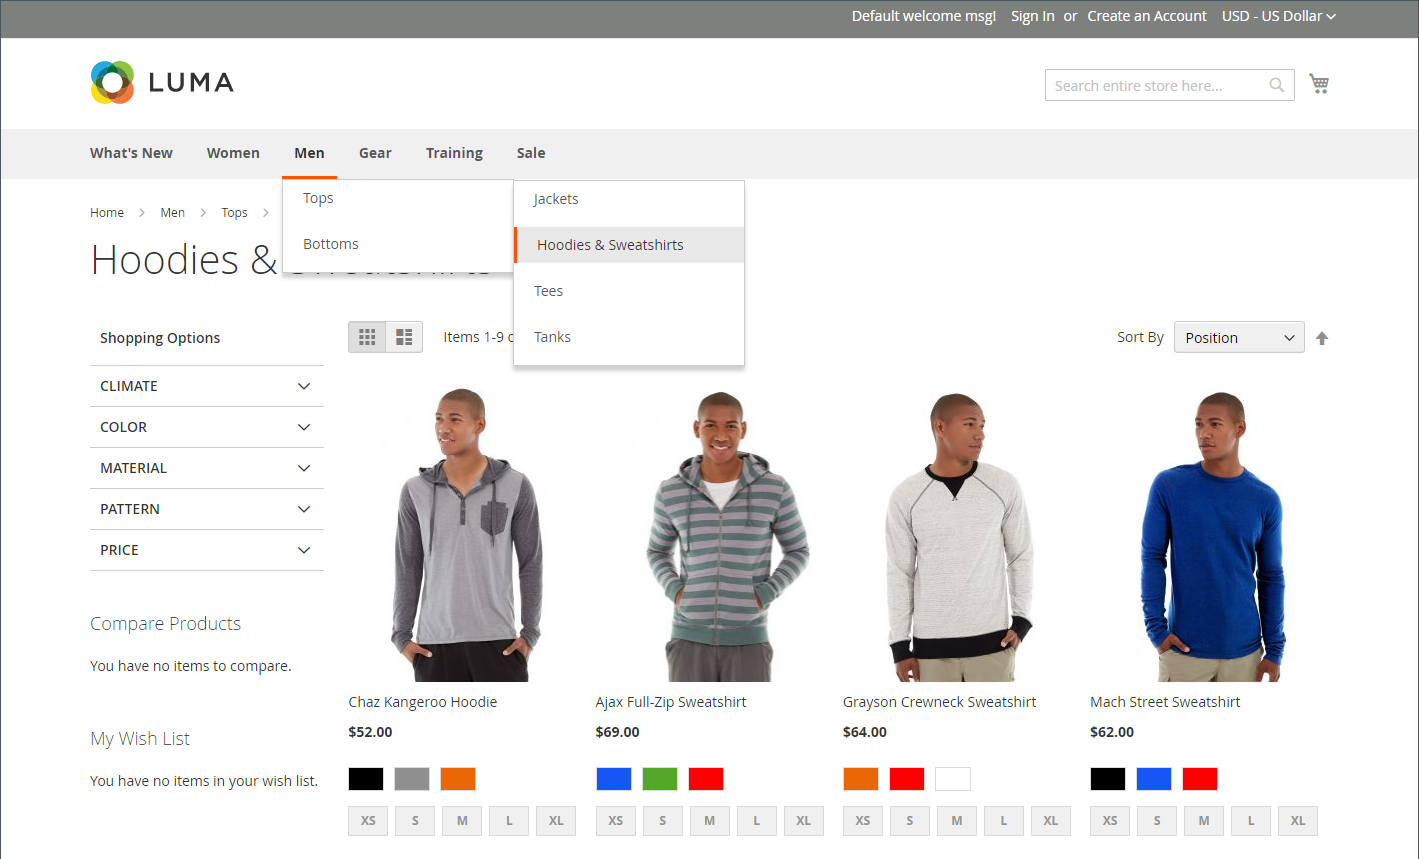 Default welcome msg! Sign In or Create an Account USD - US Dollar
LUMA
Search entire store here...
What's New Women Men Gear Training Sale
Home Men Tops
Tops
Bottoms
Jackets
Hoodies & Sweatshirts
Tees
Tanks
Hoodies &
Shopping Options
Items 1-9
Sort By Position
CLIMATE
COLOR
MATERIAL
PATTERN
PRICE
Compare Products
You have no items to compare.
My Wish List
You have no items in your wish list.
Chaz Kangaroo Hoodie
$52.00
XS S M L XL
Ajax Full-Zip Sweatshirt
$69.00
XS S M L XL
Grayson Crewneck Sweatshirt
$64.00
XS S M L XL
Mach Street Sweatshirt
$62.00
XS S M L XL